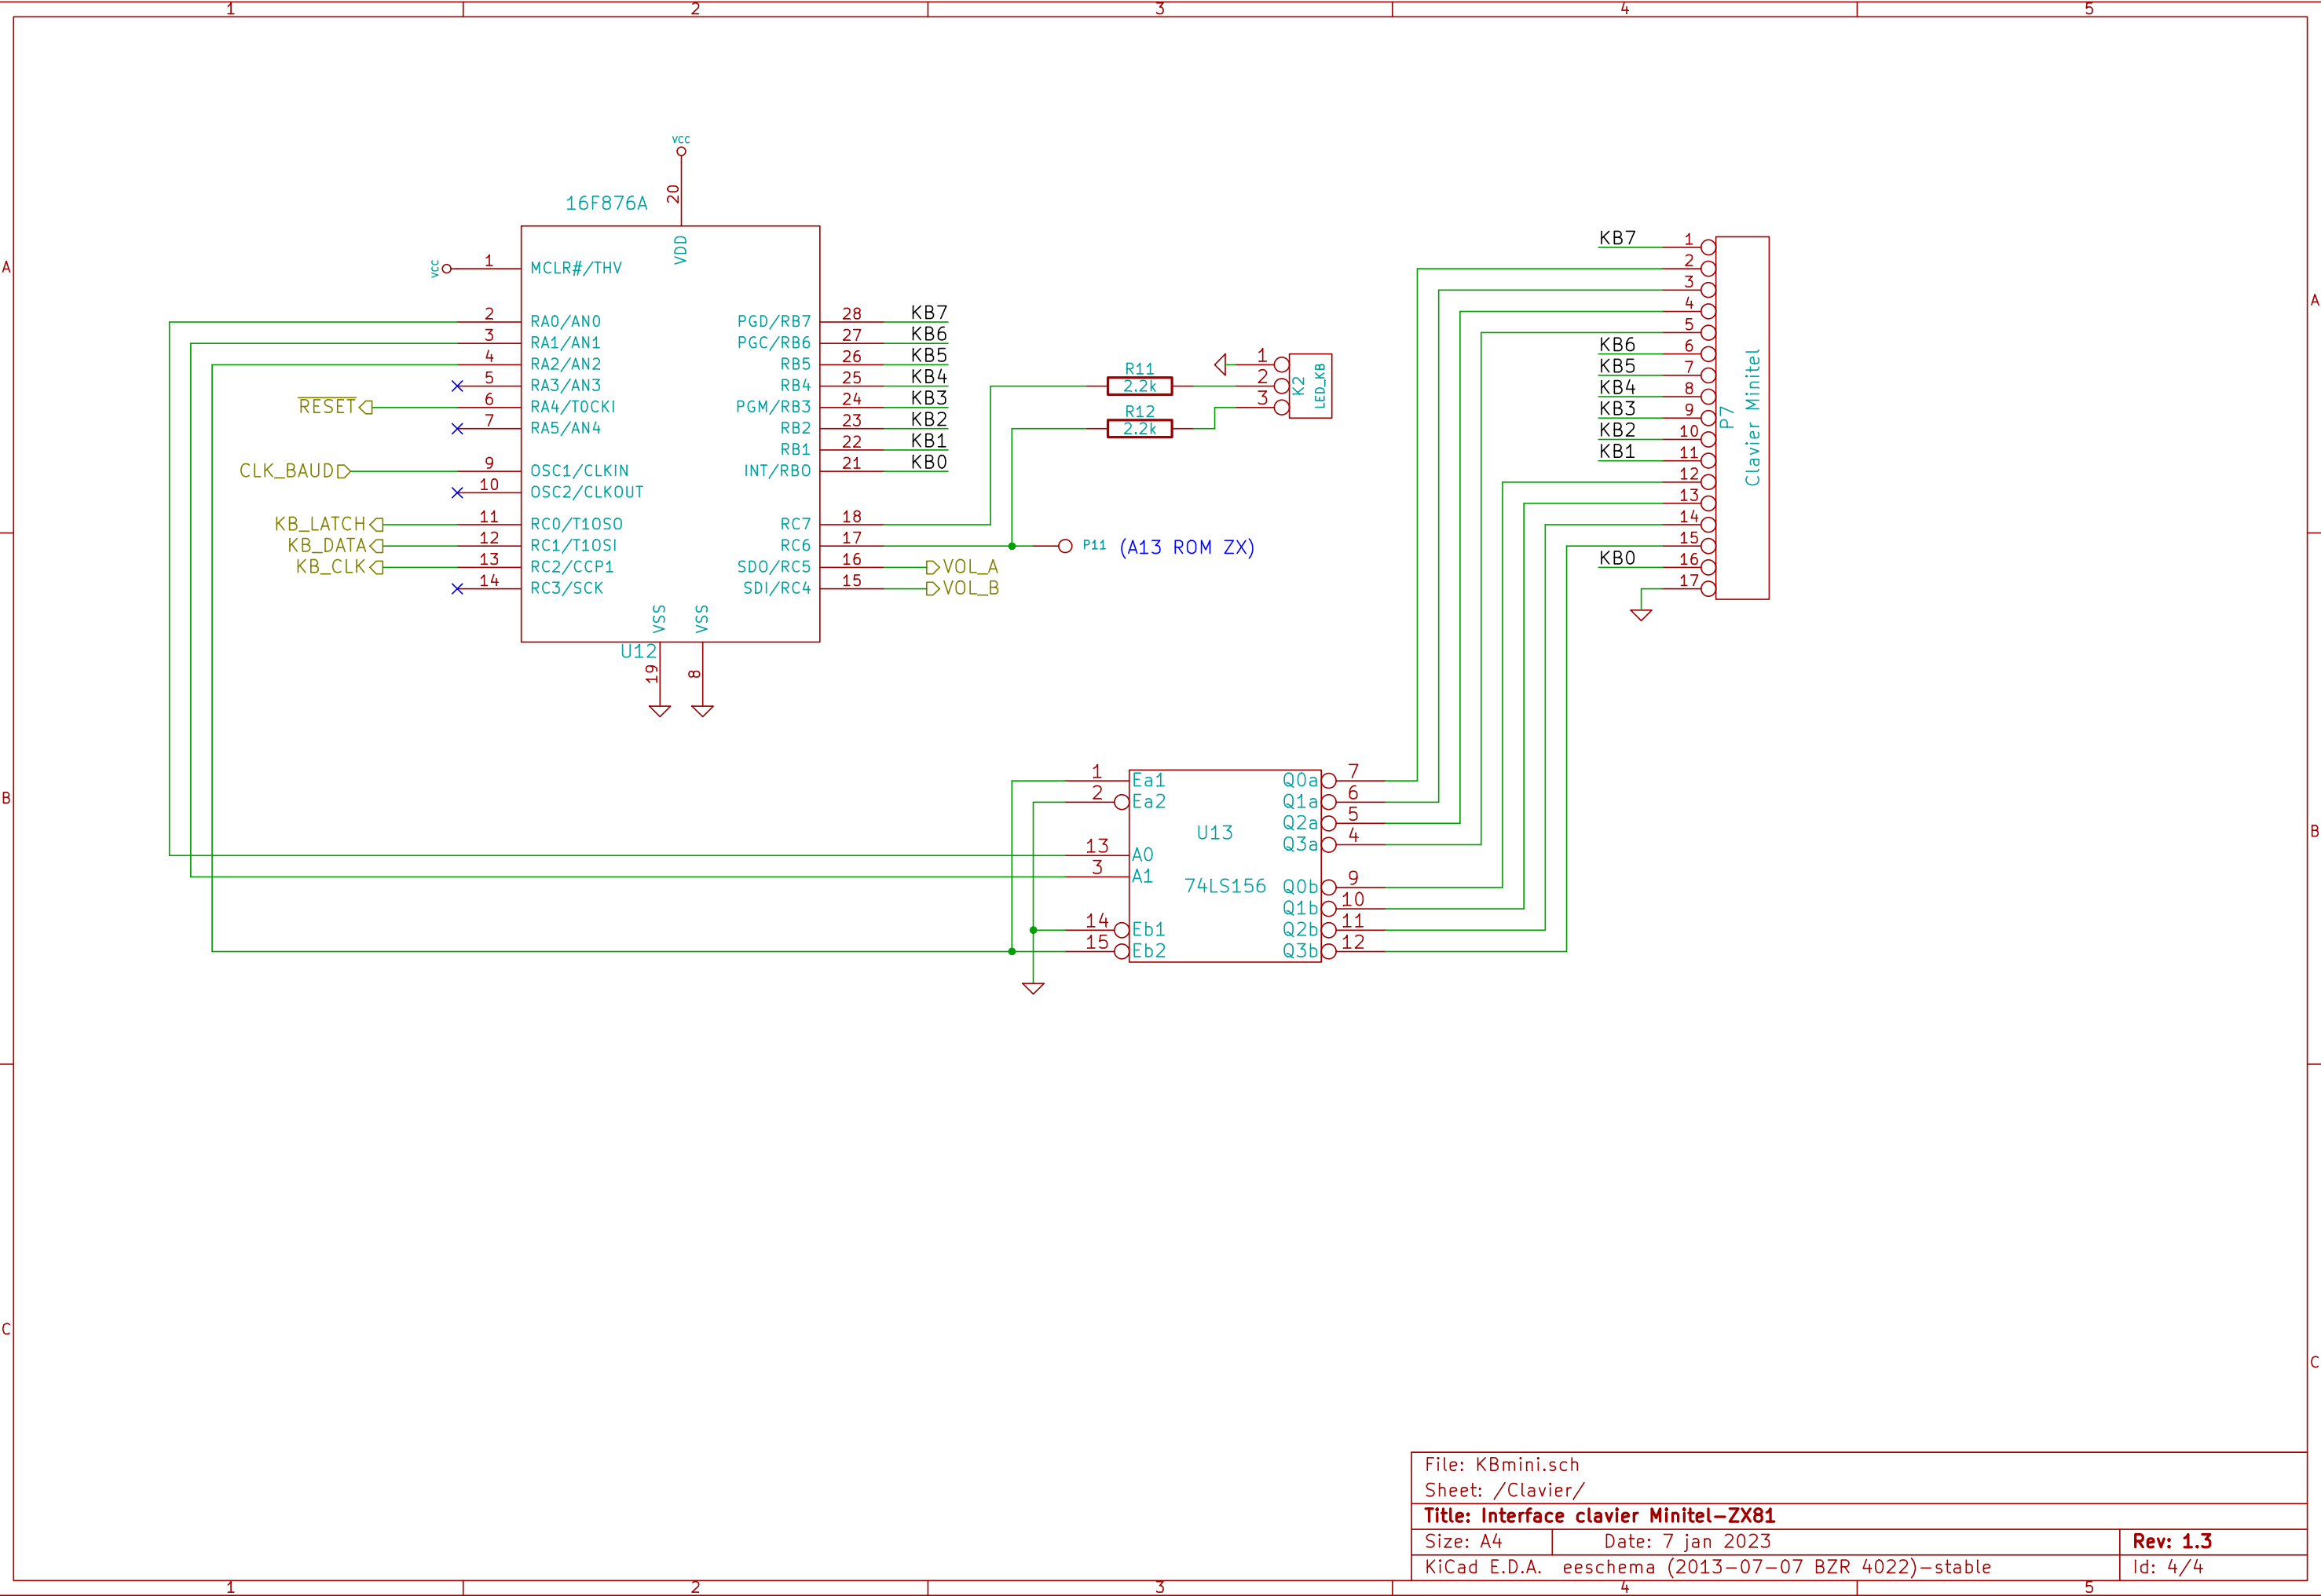 1 2 3 4 5
A
B
C
A
B
C
VCC
20
16F876A
VDD
VCC
1 MCLR#/THV
2 RA0/AN0
3 RA1/AN1
4 RA2/AN2
5 RA3/AN3
RESET 6 RA4/T0CKI
7 RA5/AN4
CLK_BAUD 9 OSC1/CLKIN
10 OSC2/CLKOUT
KB_LATCH 11 RC0/T1OSO
KB_DATA 12 RC1/T1OSI
KB_CLK 13 RC2/CCP1
14 RC3/SCK
PGD/RB7 28 KB7
PGC/RB6 27 KB6
RB5 26 KB5
RB4 25 KB4
PGM/RB3 24 KB3
RB2 23 KB2
RB1 22 KB1
INT/RB0 21 KB0
RC7 18
RC6 17
SDO/RC5 16 VOL_A
SDI/RC4 15 VOL_B
VSS VSS
U12
19 8
R11
2.2k
R12
2.2k
1
2
3
K2
LED_KB
P11 (A13 ROM ZX)
KB7 1
2
3
4
5
KB6 6
KB5 7
KB4 8
KB3 9
KB2 10
KB1 11
12
13
14
15
KB0 16
17
P7
Clavier Minitel
1 Ea1
2 Ea2
13 A0
3 A1
14 Eb1
15 Eb2
U13
74LS156
Q0a 7
Q1a 6
Q2a 5
Q3a 4
Q0b 9
Q1b 10
Q2b 11
Q3b 12
File: KBmini.sch
Sheet: /Clavier/
Title: Interface clavier Minitel-ZX81
Size: A4 Date: 7 jan 2023 Rev: 1.3
KiCad E.D.A. eeschema (2013-07-07 BZR 4022)-stable Id: 4/4
1 2 3 4 5